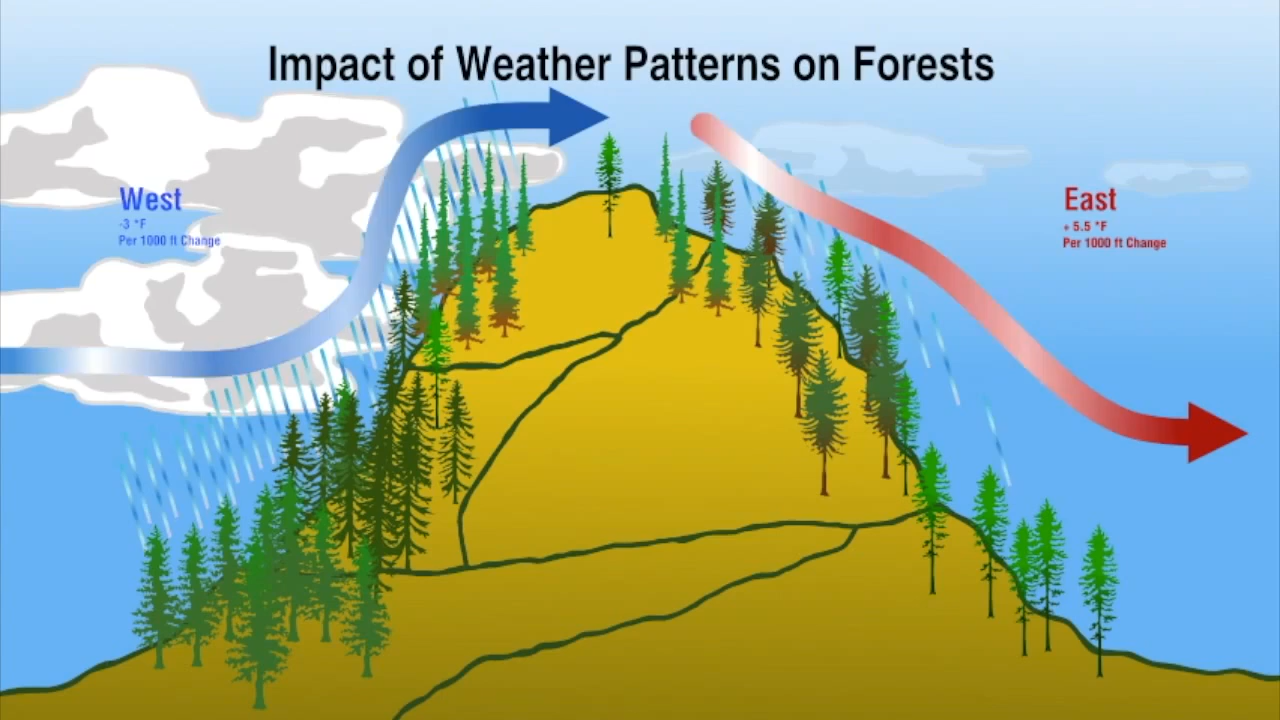 Impact of Weather Patterns on Forests
West
-3 °F
Per 1000 ft Change
East
+ 5.5 °F
Per 1000 ft Change